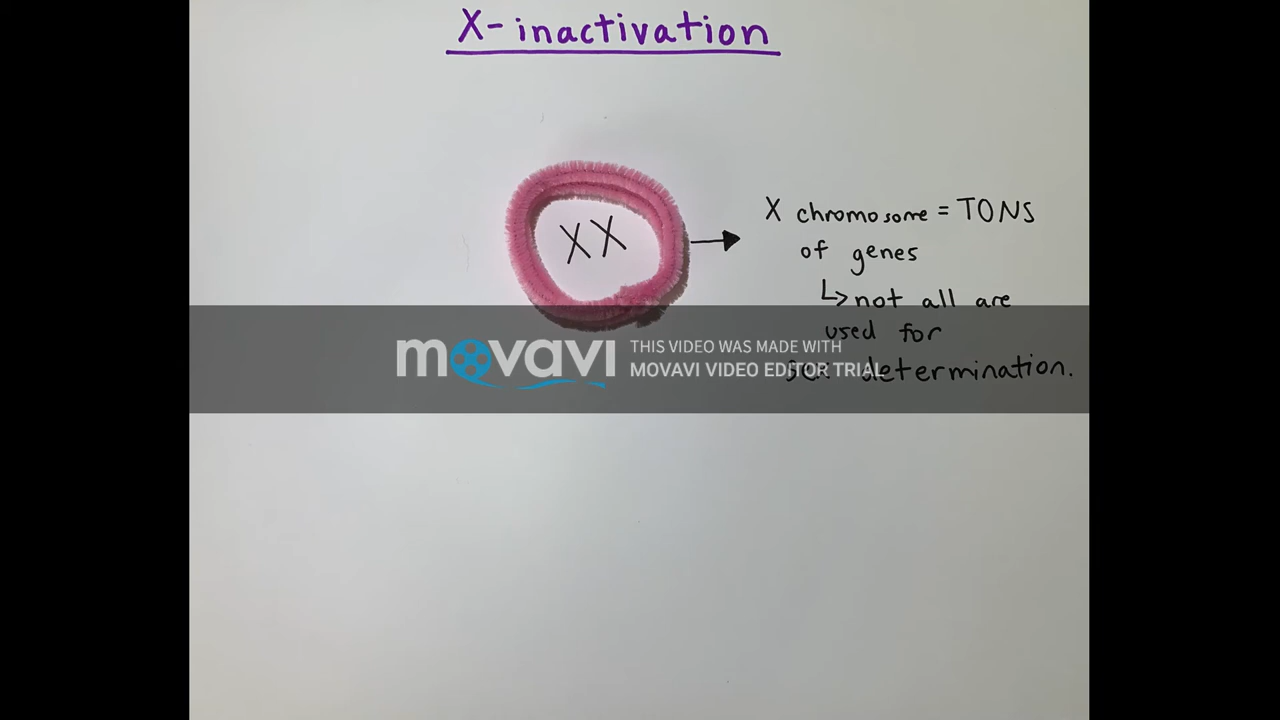 X-inactivation
XX
X chromosome = TONS
of genes
↳ not all are
used for
sex determination.
movavi
THIS VIDEO WAS MADE WITH
MOVAVI VIDEO EDITOR TRIAL